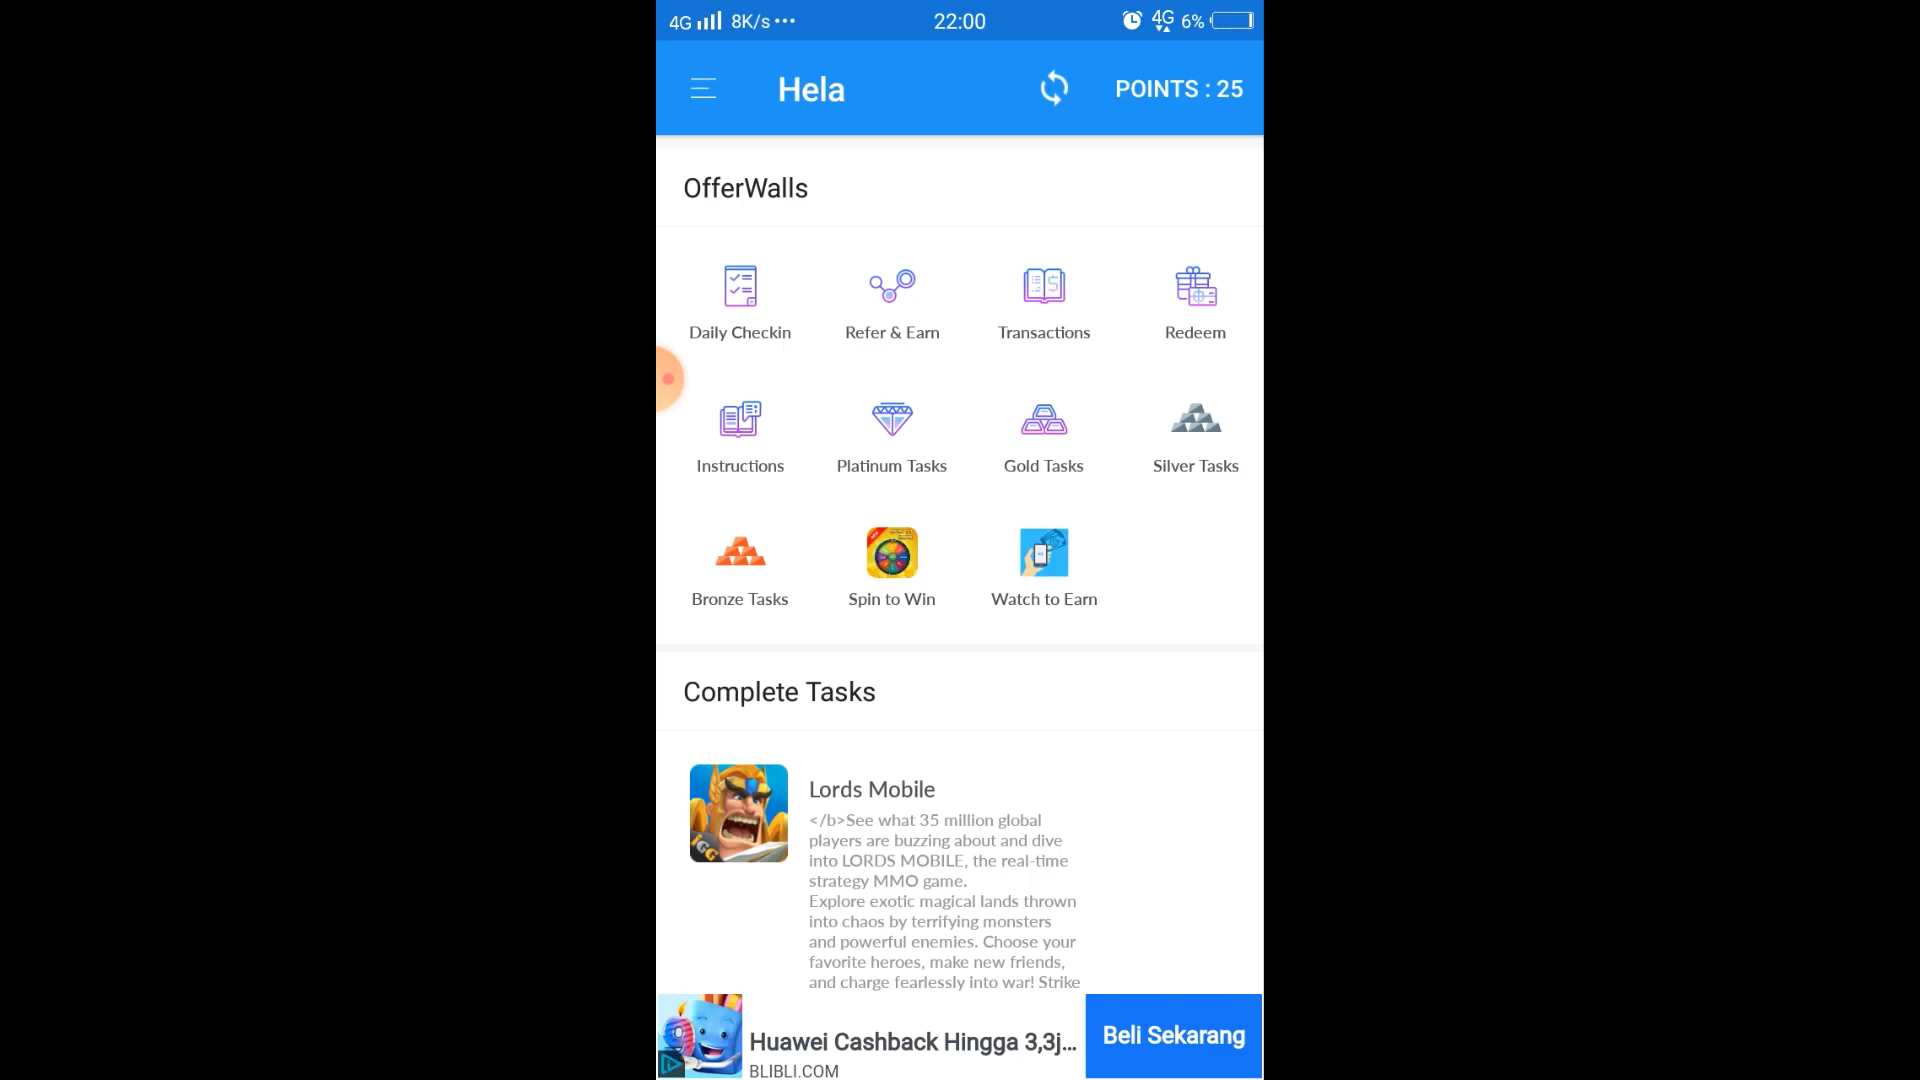 4G 8K/s ••• 22:00 4G 6%
Hela POINTS : 25
OfferWalls
Daily Checkin Refer & Earn Transactions Redeem
Instructions Platinum Tasks Gold Tasks Silver Tasks
Bronze Tasks Spin to Win Watch to Earn
Complete Tasks
Lords Mobile
</b>See what 35 million global
players are buzzing about and dive
into LORDS MOBILE, the real-time
strategy MMO game.
Explore exotic magical lands thrown
into chaos by terrifying monsters
and powerful enemies. Choose your
favorite heroes, make new friends,
and charge fearlessly into war! Strike
IGG
Huawei Cashback Hingga 3,3j...
BLIBLI.COM
Beli Sekarang